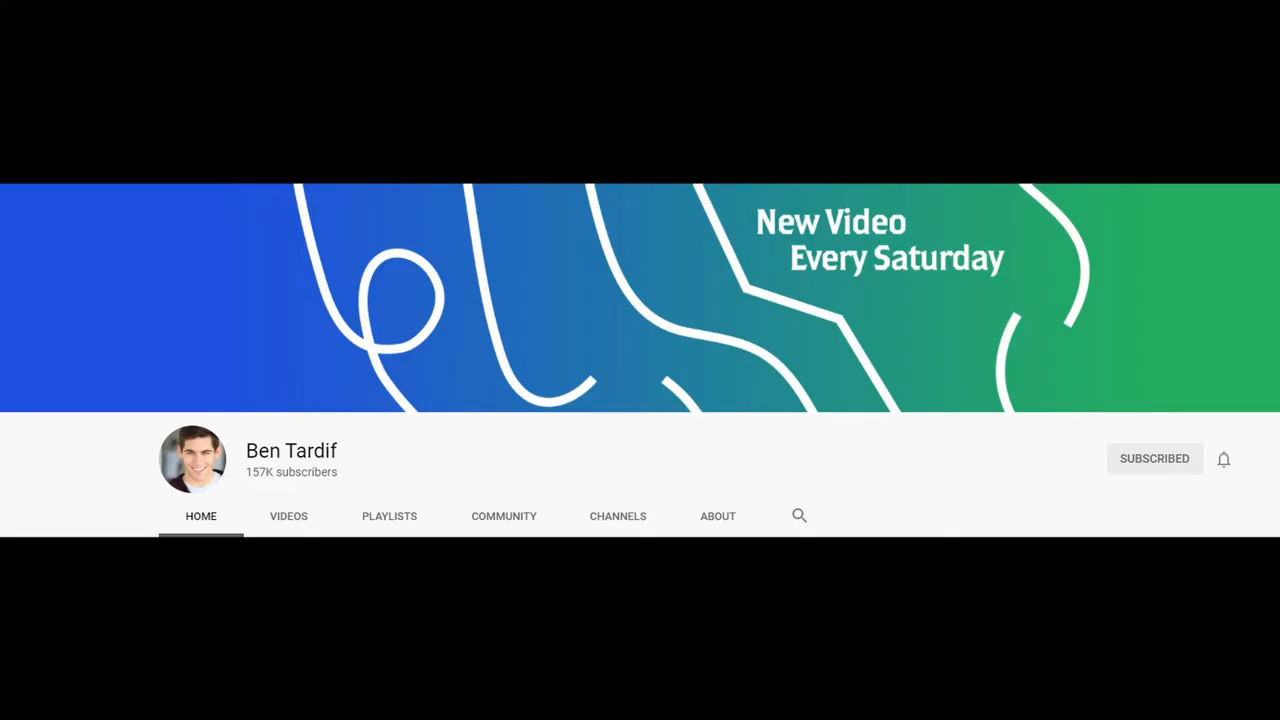 New Video
Every Saturday
Ben Tardif
157K subscribers
SUBSCRIBED
HOME VIDEOS PLAYLISTS COMMUNITY CHANNELS ABOUT